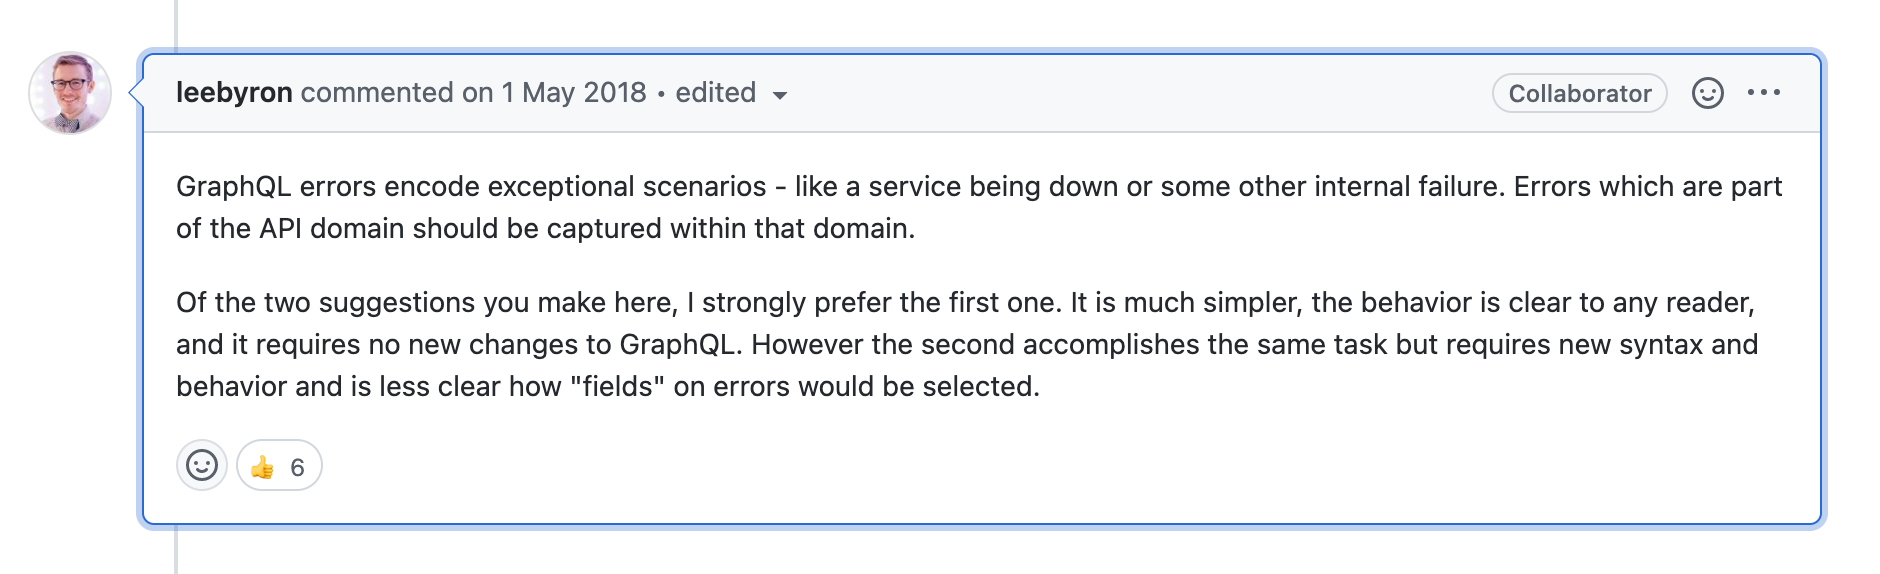 leebyron commented on 1 May 2018 • edited
Collaborator
GraphQL errors encode exceptional scenarios - like a service being down or some other internal failure. Errors which are part
of the API domain should be captured within that domain.
Of the two suggestions you make here, I strongly prefer the first one. It is much simpler, the behavior is clear to any reader,
and it requires no new changes to GraphQL. However the second accomplishes the same task but requires new syntax and
behavior and is less clear how "fields" on errors would be selected.
👍 6